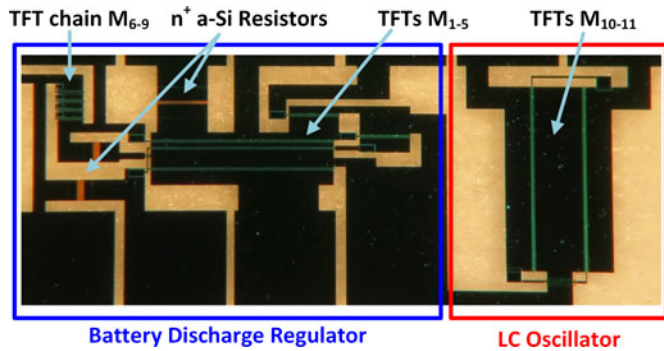 TFT chain M6-9 n+ a-Si Resistors TFTs M1-5 TFTs M10-11
Battery Discharge Regulator LC Oscillator